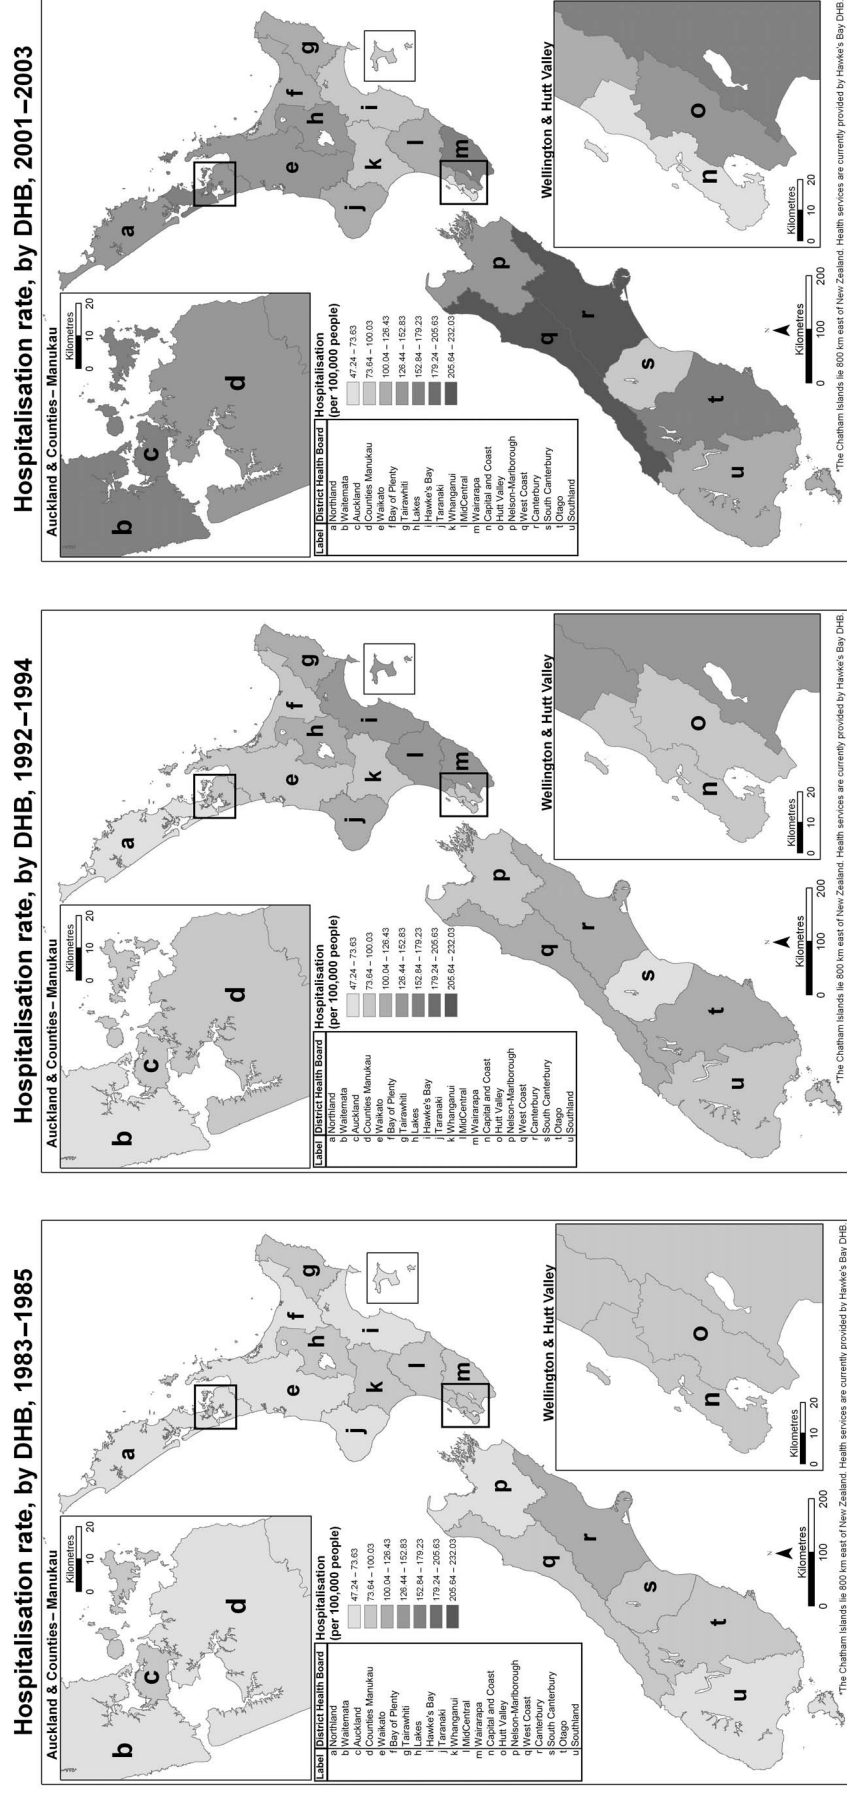 Hospitalisation rate, by DHB, 1983–1985
Auckland & Counties – Manukau
Kilometres
0 10 20
b
c
d
a
e
f
g
h
i
j
k
l
m
Label District Health Board
a Northland
b Waitemata
c Auckland
d Counties Manukau
e Waikato
f Bay of Plenty
g Tairawhiti
h Lakes
i Hawke's Bay
j Taranaki
k Whanganui
l MidCentral
m Wairarapa
n Capital and Coast
o Hutt Valley
p Nelson-Marlborough
q West Coast
r Canterbury
s South Canterbury
t Otago
u Southland
Hospitalisation
(per 100,000 people)
47.24 – 73.63
73.64 – 100.03
100.04 – 126.43
126.44 – 152.83
152.84 – 179.23
179.24 – 205.63
205.64 – 232.03
p
q
r
s
t
u
N
Kilometres
0 100 200
Wellington & Hutt Valley
n
o
Kilometres
0 10 20
*The Chatham Islands lie 800 km east of New Zealand. Health services are currently provided by Hawke's Bay DHB.
Hospitalisation rate, by DHB, 1992–1994
Auckland & Counties – Manukau
Kilometres
0 10 20
b
c
d
a
e
f
g
h
i
j
k
l
m
Label District Health Board
a Northland
b Waitemata
c Auckland
d Counties Manukau
e Waikato
f Bay of Plenty
g Tairawhiti
h Lakes
i Hawke's Bay
j Taranaki
k Whanganui
l MidCentral
m Wairarapa
n Capital and Coast
o Hutt Valley
p Nelson-Marlborough
q West Coast
r Canterbury
s South Canterbury
t Otago
u Southland
Hospitalisation
(per 100,000 people)
47.24 – 73.63
73.64 – 100.03
100.04 – 126.43
126.44 – 152.83
152.84 – 179.23
179.24 – 205.63
205.64 – 232.03
p
q
r
s
t
u
N
Kilometres
0 100 200
Wellington & Hutt Valley
n
o
Kilometres
0 10 20
*The Chatham Islands lie 800 km east of New Zealand. Health services are currently provided by Hawke's Bay DHB.
Hospitalisation rate, by DHB, 2001–2003
Auckland & Counties – Manukau
Kilometres
0 10 20
b
c
d
a
e
f
g
h
i
j
k
l
m
Label District Health Board
a Northland
b Waitemata
c Auckland
d Counties Manukau
e Waikato
f Bay of Plenty
g Tairawhiti
h Lakes
i Hawke's Bay
j Taranaki
k Whanganui
l MidCentral
m Wairarapa
n Capital and Coast
o Hutt Valley
p Nelson-Marlborough
q West Coast
r Canterbury
s South Canterbury
t Otago
u Southland
Hospitalisation
(per 100,000 people)
47.24 – 73.63
73.64 – 100.03
100.04 – 126.43
126.44 – 152.83
152.84 – 179.23
179.24 – 205.63
205.64 – 232.03
p
q
r
s
t
u
N
Kilometres
0 100 200
Wellington & Hutt Valley
n
o
Kilometres
0 10 20
*The Chatham Islands lie 800 km east of New Zealand. Health services are currently provided by Hawke's Bay DHB.